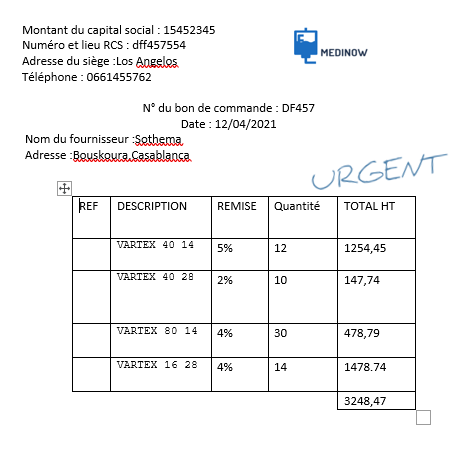 Montant du capital social : 15452345
Numéro et lieu RCS : dff457554
Adresse du siège :Los Angelos
Téléphone : 0661455762
MEDINOW
N° du bon de commande : DF457
Date : 12/04/2021
Nom du fournisseur :Sothema
Adresse :Bouskoura,Casablanca
URGENT
REF DESCRIPTION REMISE Quantité TOTAL HT
VARTEX 40 14 5% 12 1254,45
VARTEX 40 28 2% 10 147,74
VARTEX 80 14 4% 30 478,79
VARTEX 16 28 4% 14 1478.74
3248,47